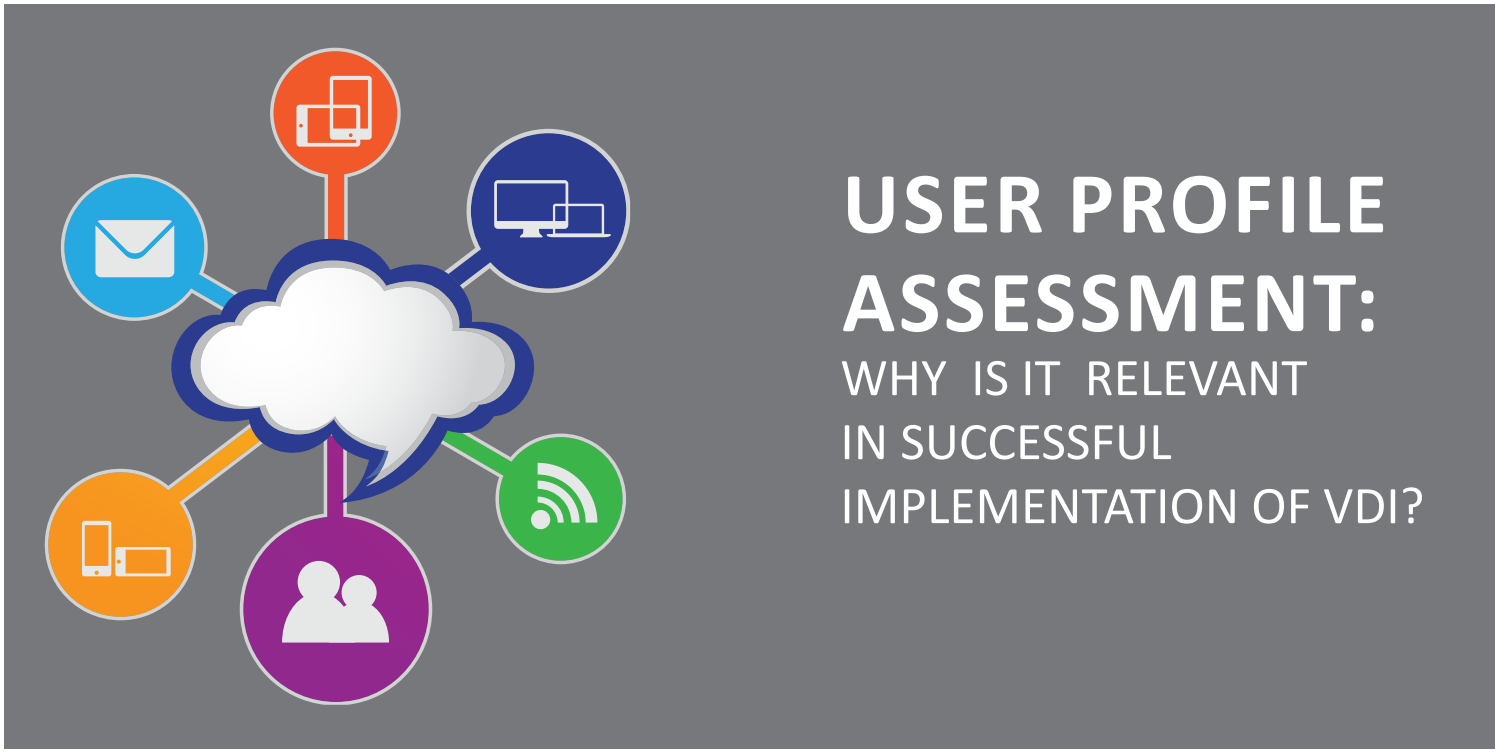 USER PROFILE
ASSESSMENT:
WHY IS IT RELEVANT
IN SUCCESSFUL
IMPLEMENTATION OF VDI?